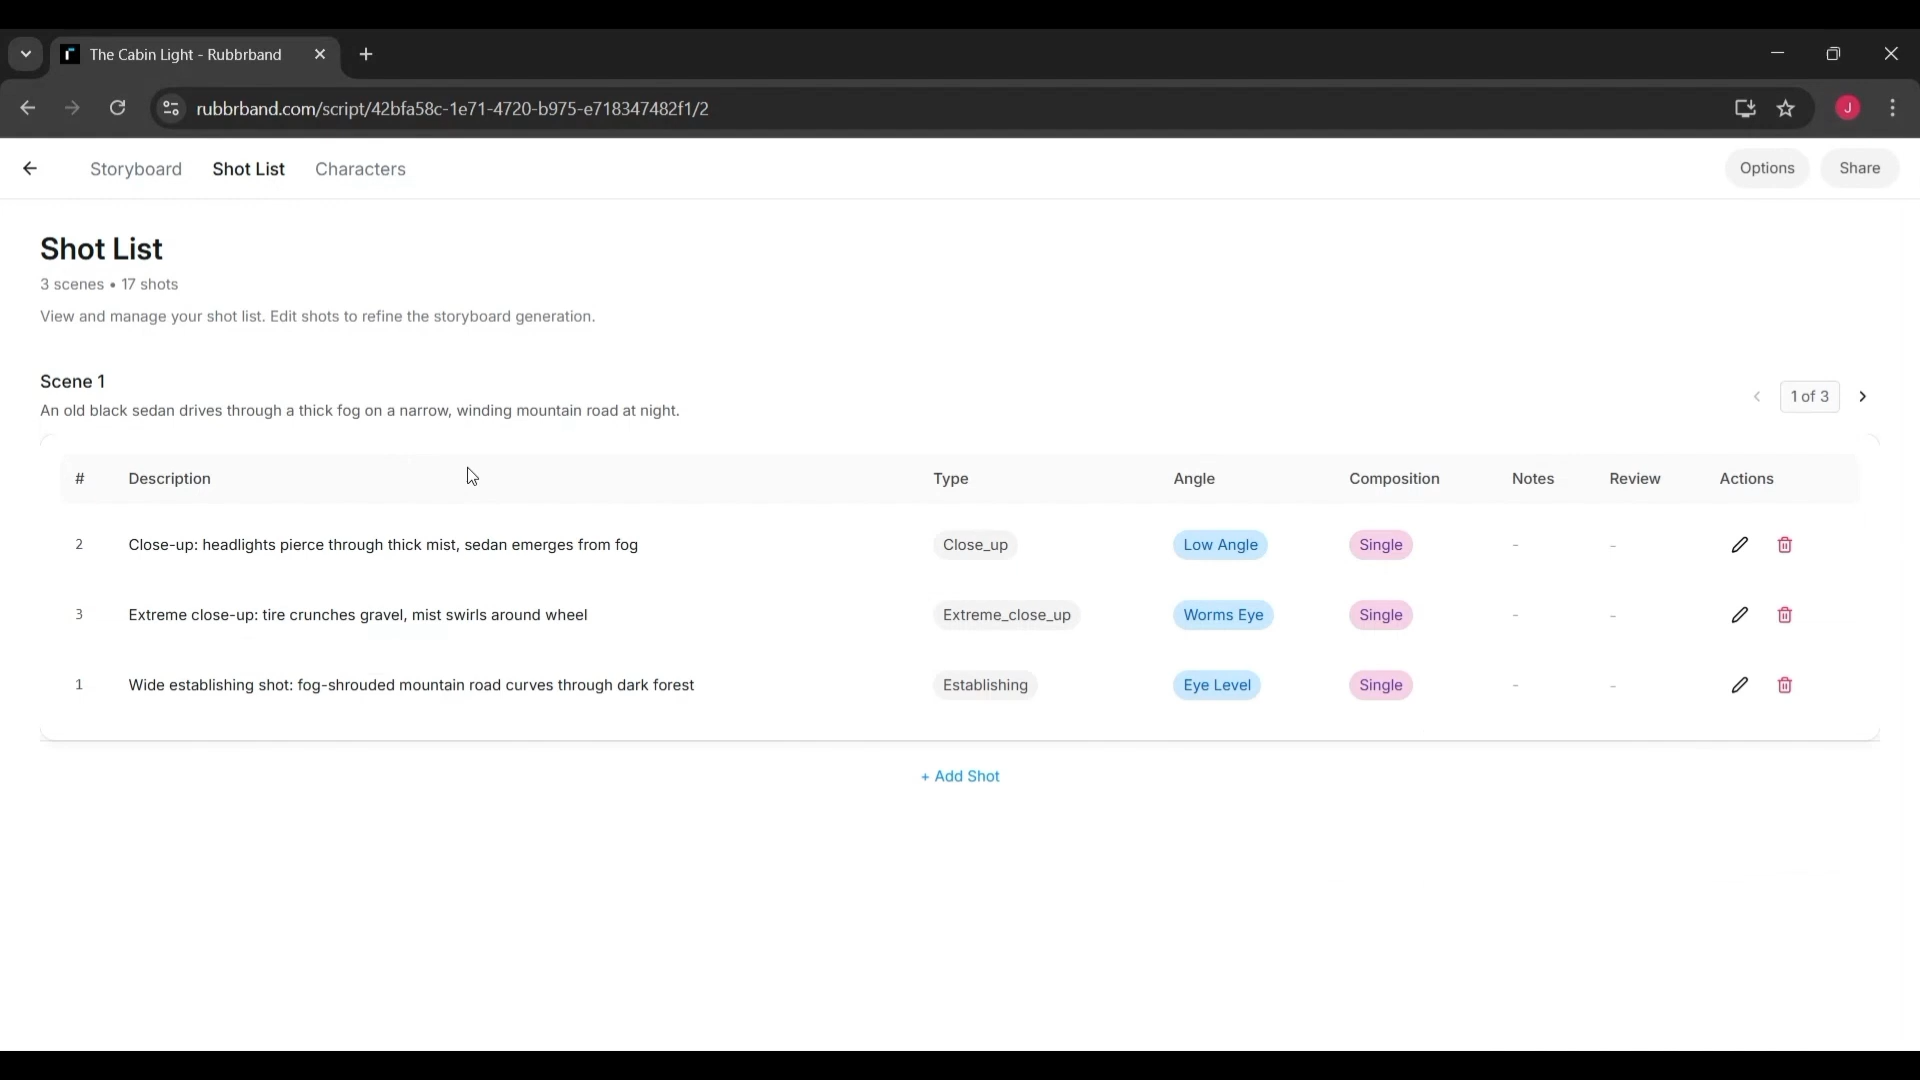 The Cabin Light - Rubbrband
rubbrband.com/script/42bfa58c-1e71-4720-b975-e718347482f1/2
J
Storyboard Shot List Characters Options Share
Shot List
3 scenes • 17 shots
View and manage your shot list. Edit shots to refine the storyboard generation.
Scene 1
An old black sedan drives through a thick fog on a narrow, winding mountain road at night.
1 of 3
# Description Type Angle Composition Notes Review Actions
2 Close-up: headlights pierce through thick mist, sedan emerges from fog Close_up Low Angle Single - -
3 Extreme close-up: tire crunches gravel, mist swirls around wheel Extreme_close_up Worms Eye Single - -
1 Wide establishing shot: fog-shrouded mountain road curves through dark forest Establishing Eye Level Single - -
+ Add Shot